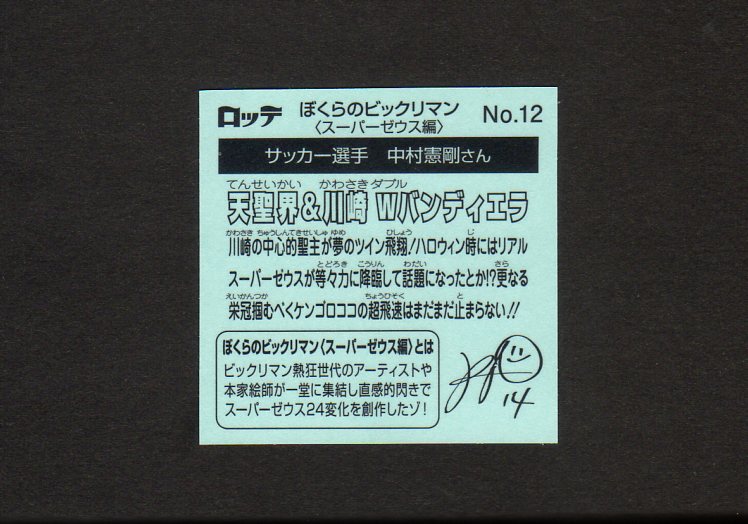 ロッテ
ぼくらのビックリマン
〈スーパーゼウス編〉
No.12
サッカー選手 中村憲剛さん
てんせいかい かわさきダブル
天聖界&川崎 Wバンディエラ
かわさき ちゅうしんてきせいしゅ ゆめ ひしょう じ
川崎の中心的聖主が夢のツイン飛翔!ハロウィン時にはリアル
とどろき こうりん わだい さら
スーパーゼウスが等々力に降臨して話題になったとか!?更なる
えいかんつか ちょうひそく と
栄冠掴むべくケンゴロココの超飛速はまだまだ止まらない!!
ぼくらのビックリマン〈スーパーゼウス編〉とは
ビックリマン熱狂世代のアーティストや
本家絵師が一堂に集結し直感的閃きで
スーパーゼウス24変化を創作したゾ!
14